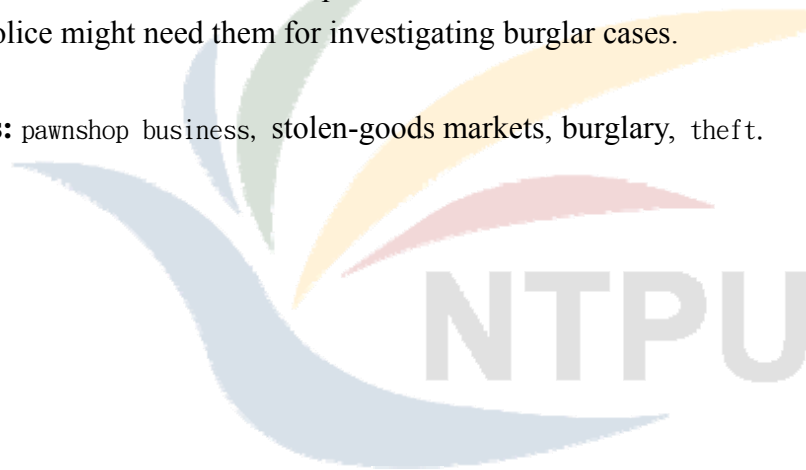 olice might need them for investigating burglar cases.
s: pawnshop business, stolen-goods markets, burglary, theft.
NTPU